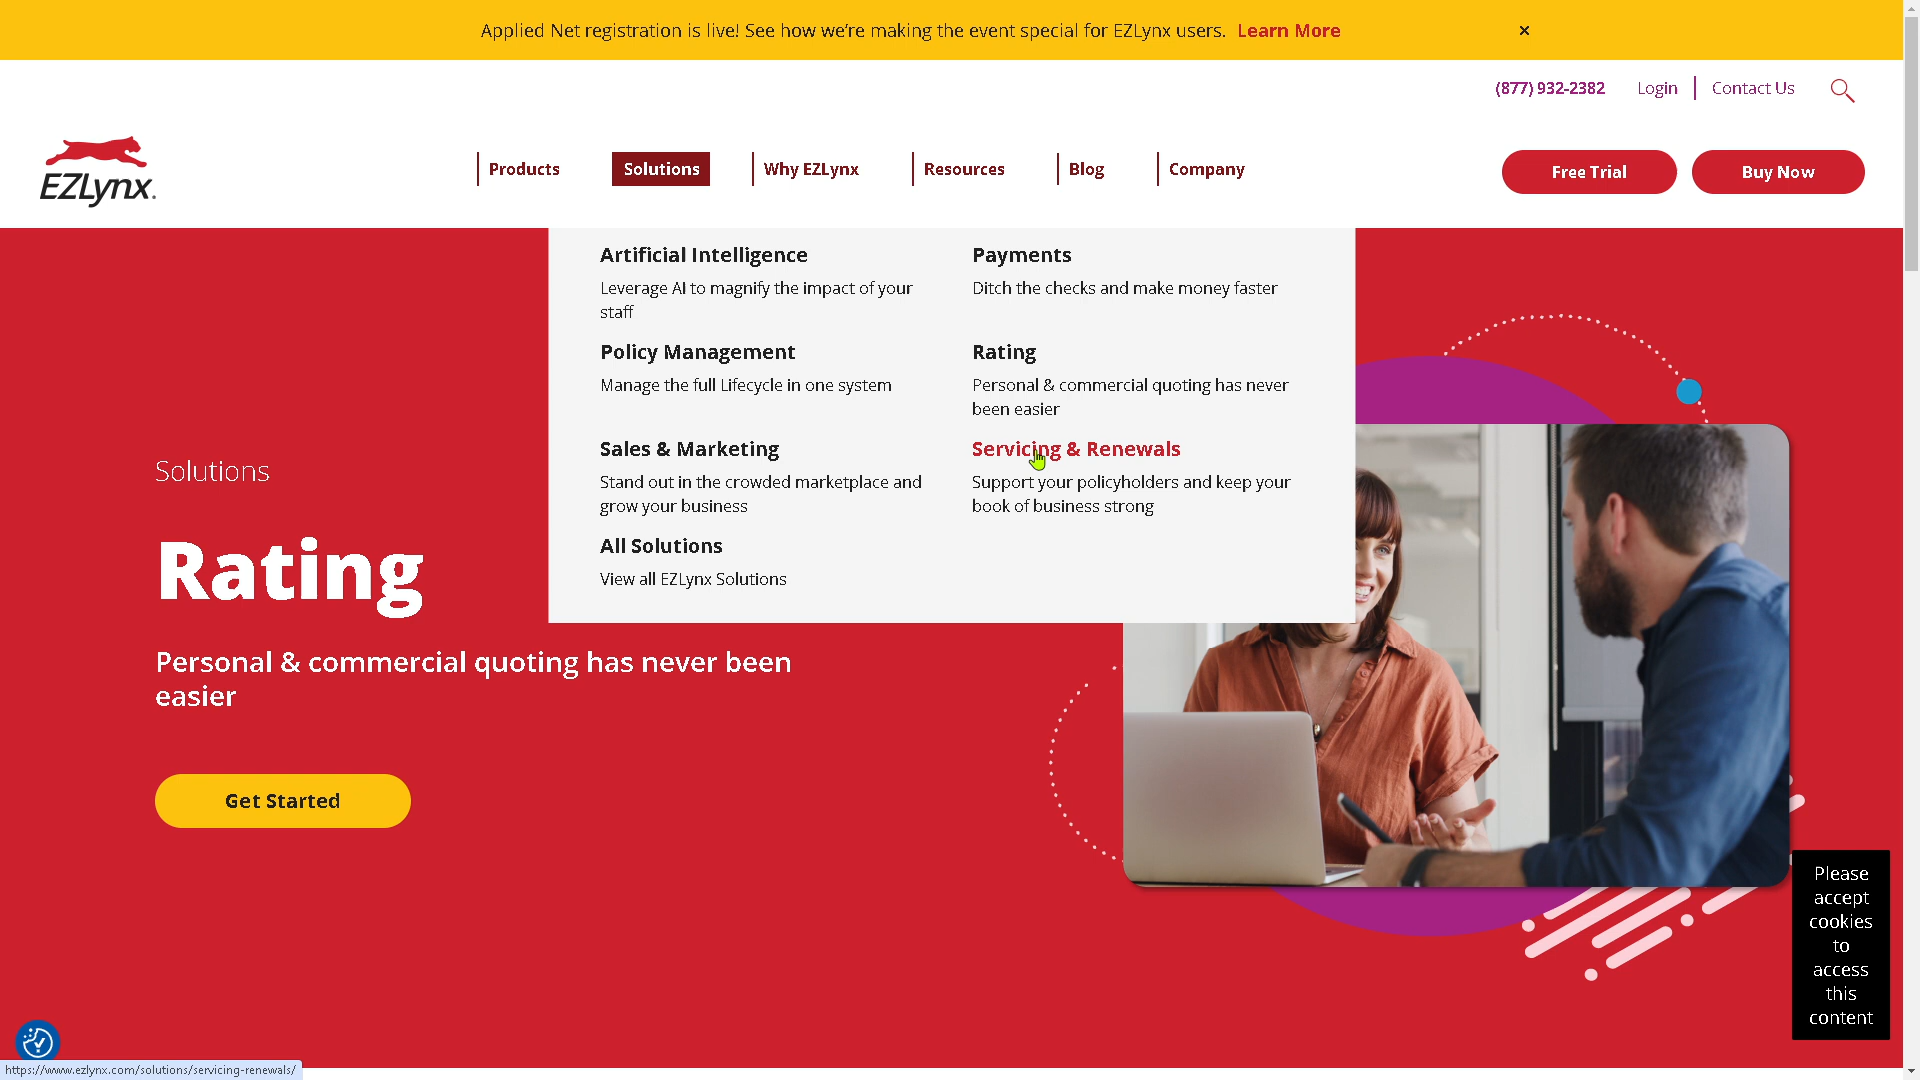 Applied Net registration is live! See how we're making the event special for EZLynx users. Learn More
×
(877) 932-2382 Login Contact Us
EZLynx.
Products Solutions Why EZLynx Resources Blog Company
Free Trial Buy Now
Artificial Intelligence
Leverage AI to magnify the impact of your
staff
Payments
Ditch the checks and make money faster
Policy Management
Manage the full Lifecycle in one system
Rating
Personal & commercial quoting has never
been easier
Sales & Marketing
Stand out in the crowded marketplace and
grow your business
Servicing & Renewals
Support your policyholders and keep your
book of business strong
All Solutions
View all EZLynx Solutions
Solutions
Rating
Personal & commercial quoting has never been
easier
Get Started
Please
accept
cookies
to
access
this
content
https://www.ezlynx.com/solutions/servicing-renewals/